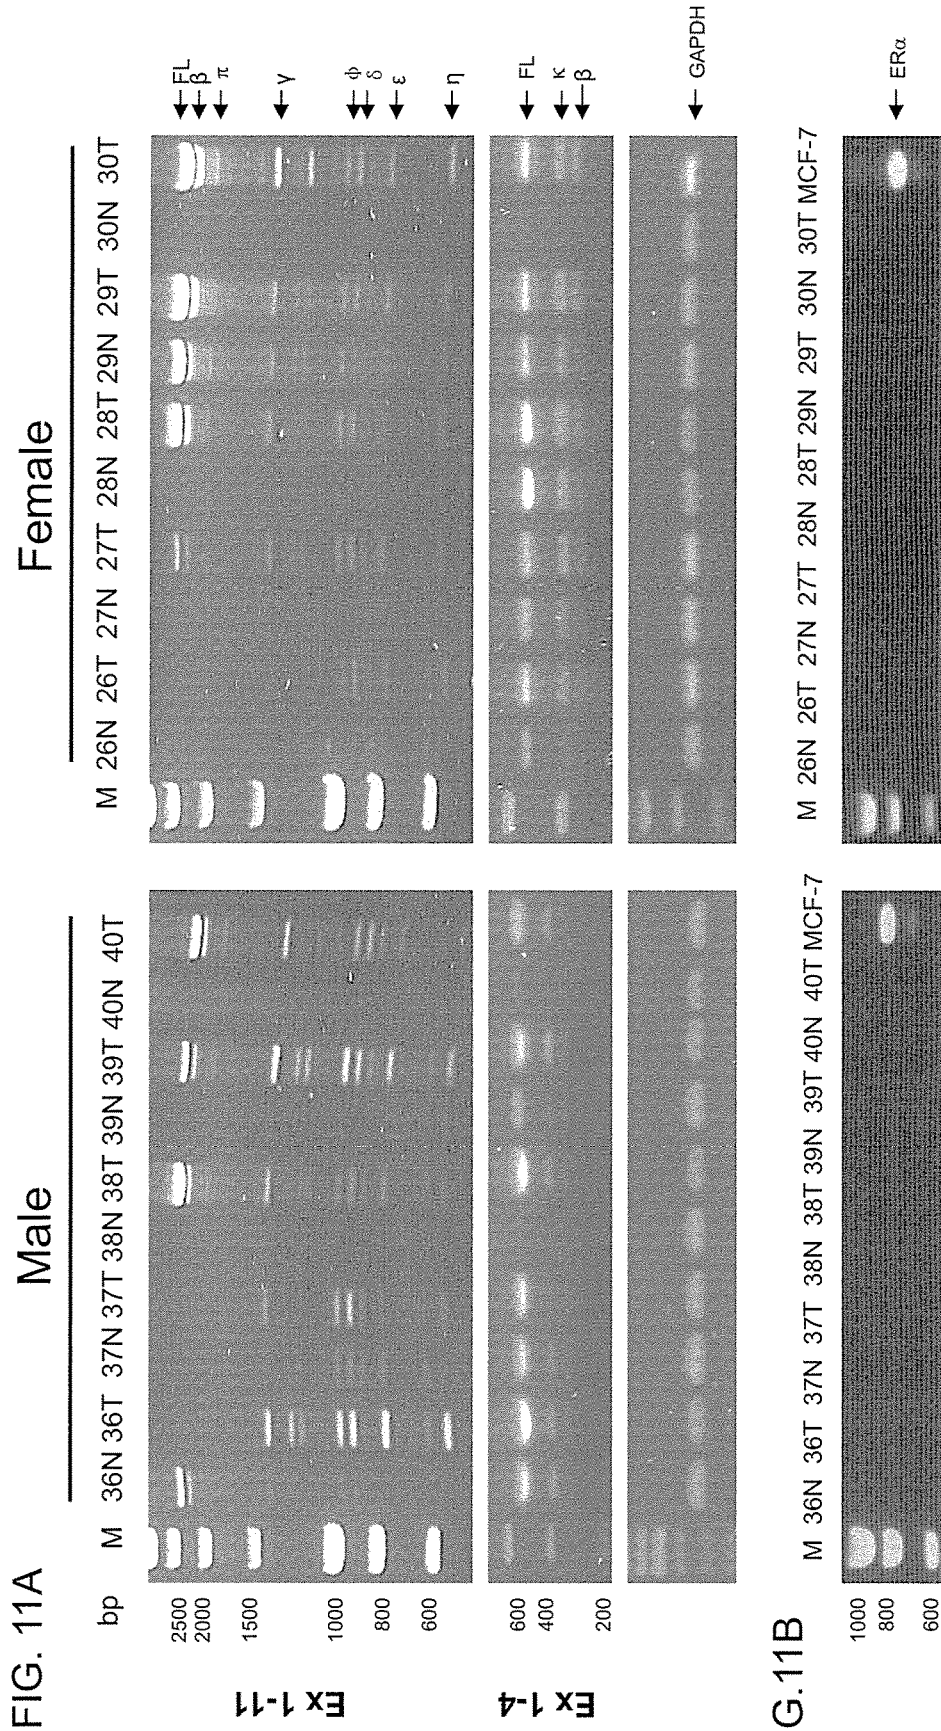 FIG. 11A
Male
Female
bp M 36N 36T 37N 37T 38N 38T 39N 39T 40N 40T M 26N 26T 27N 27T 28N 28T 29N 29T 30N 30T
Ex 1-11
2500
2000
1500
1000
800
600
FL
β
π
γ
ϕ
δ
ε
η
Ex 1-4
600
400
200
FL
κ
β
GAPDH
G.11B
M 36N 36T 37N 37T 38N 38T 39N 39T 40N 40T MCF-7 M 26N 26T 27N 27T 28N 28T 29N 29T 30N 30T MCF-7
1000
800
600
ERα